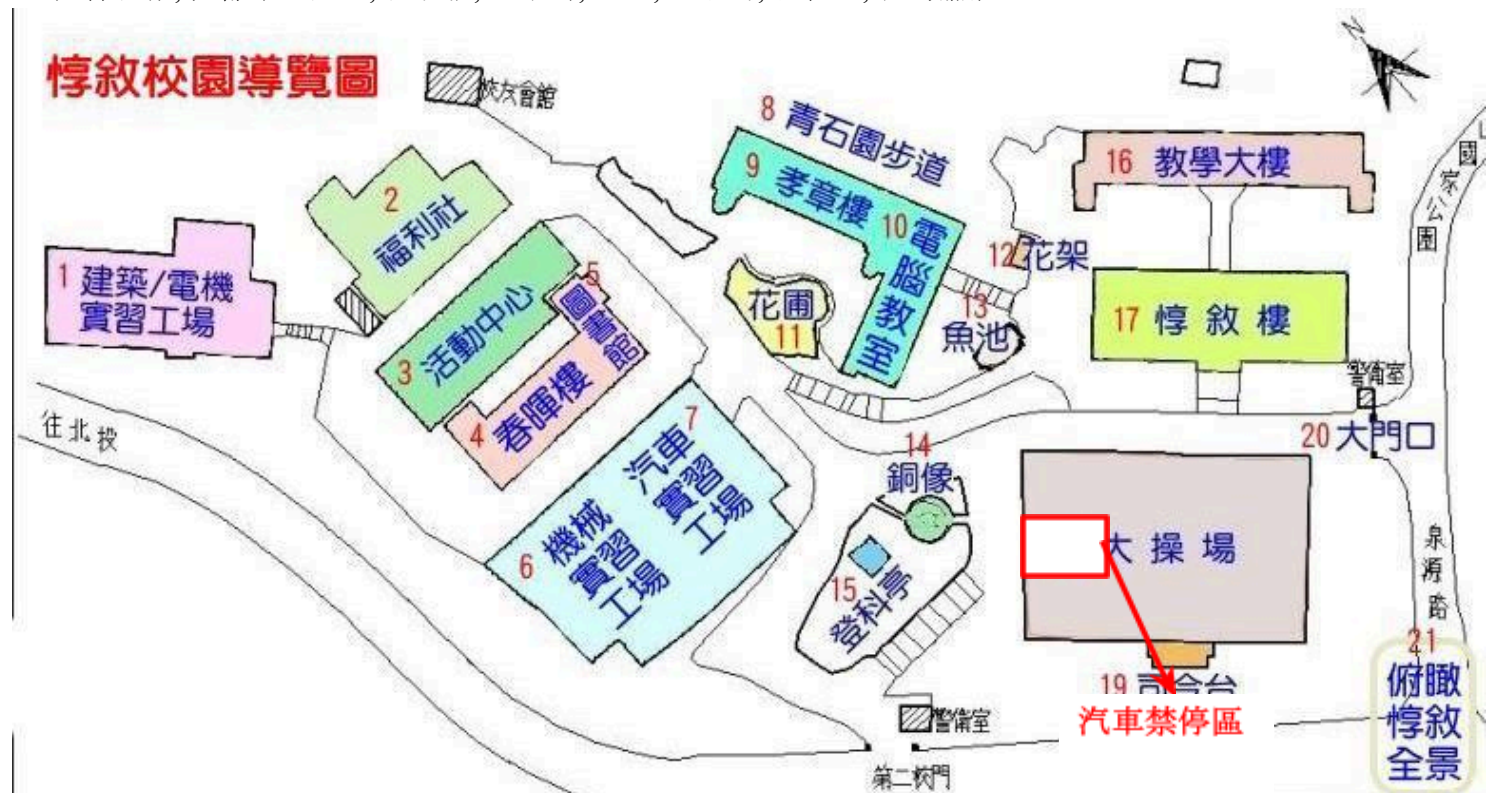 惇敘校園導覽圖
校友會館
N
8 青石園步道
9 孝章樓
10 電腦教室
16 教學大樓
國家公園
2 福利社
1 建築/電機
實習工場
3 活動中心
5 圖書館
4 春暉樓
花圃
11
12 花架
13
魚池
17 惇敘樓
警衛室
20 大門口
往北投
7 汽車
實習
工場
6 機械
實習
工場
14
銅像
15 登科亭
大操場
泉源路
19 司令台
汽車禁停區
21
俯瞰
惇敘
全景
警衛室
第二校門